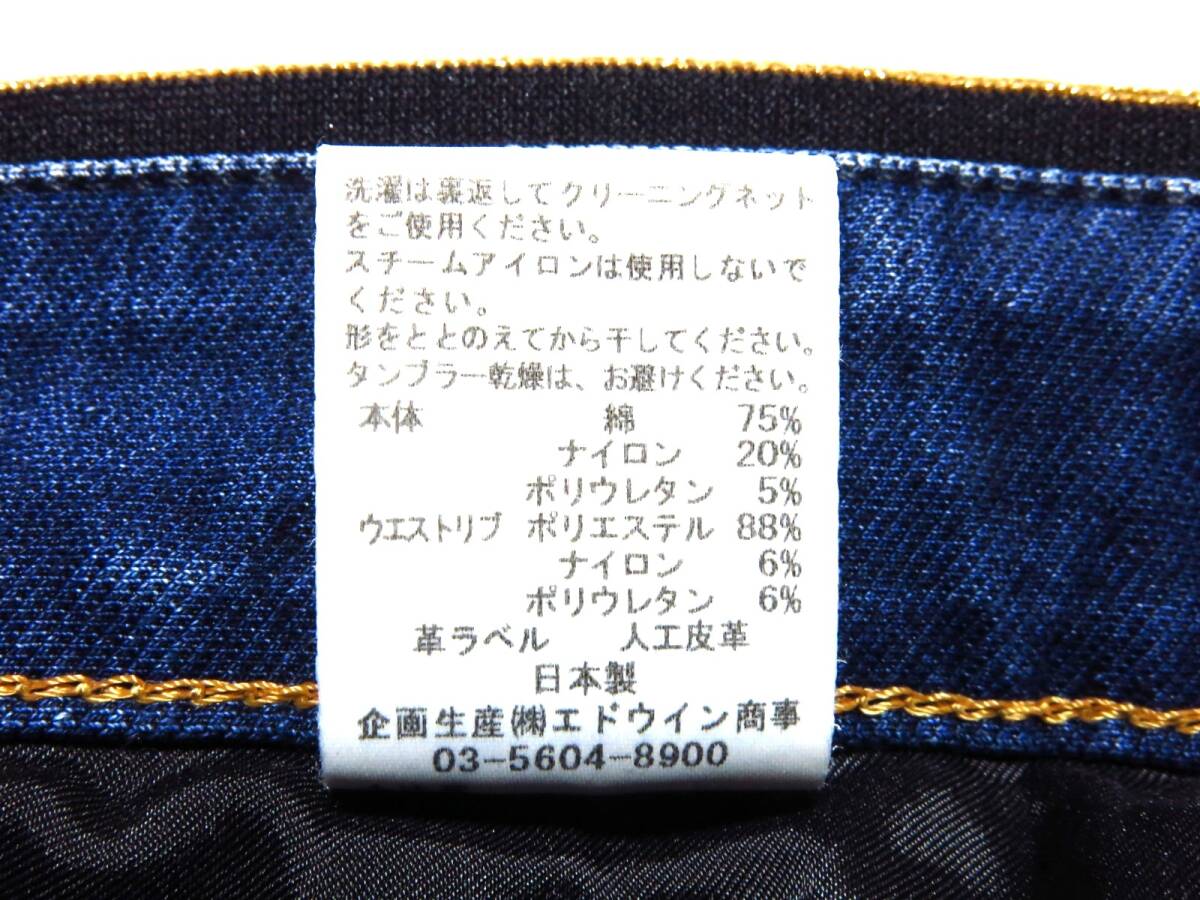 洗濯は裏返してクリーニングネット
をご使用ください。
スチームアイロンは使用しないで
ください。
形をととのえてから干してください。
タンブラー乾燥は、お避けください。
本体 綿 75%
ナイロン 20%
ポリウレタン 5%
ウエストリブ ポリエステル 88%
ナイロン 6%
ポリウレタン 6%
革ラベル 人工皮革
日本製
企画生産㈱エドウイン商事
03-5604-8900